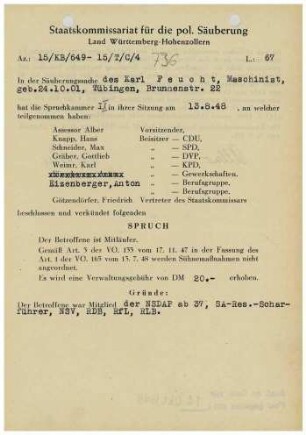 Staatskommissariat für die pol. Säuberung
Land Württemberg-Hohenzollern
Az.: 15/KB/649- 15/T/C/4 736 L.: 67
In der Säuberungssache des Karl Feucht, Maschinist,
geb.24.10.01, Tübingen, Brunnenstr. 22
hat die Spruchkammer II in ihrer Sitzung am 13.8.48, an welcher
teilgenommen haben:
Assessor Alber Vorsitzender,
Knapp, Hans Beisitzer — CDU,
Schneider, Max „ — SPD,
Gräber, Gottlieb „ — DVP,
Weimr, Karl „ — KPD,
„ — Gewerkschaften.
Eisenberger, Anton „ — Berufsgruppe,
„ — Berufsgruppe.
Götzendörfer, Friedrich Vertreter des Staatskommissars
beschlossen und verkündet folgenden
SPRUCH
Der Betroffene ist Mitläufer.
Gemäß Art. 5 der VO. 133 vom 17. 11. 47 in der Fassung des
Art. 1 der VO. 165 vom 13. 7. 48 werden Sühnemaßnahmen nicht
angeordnet.
Es wird eine Verwaltungsgebühr von DM 20.- erhoben.
Gründe:
Der Betroffene war Mitglied der NSDAP ab 37, SA-Res.-Schar-
führer, NSV, RDB, RfL, RLB.